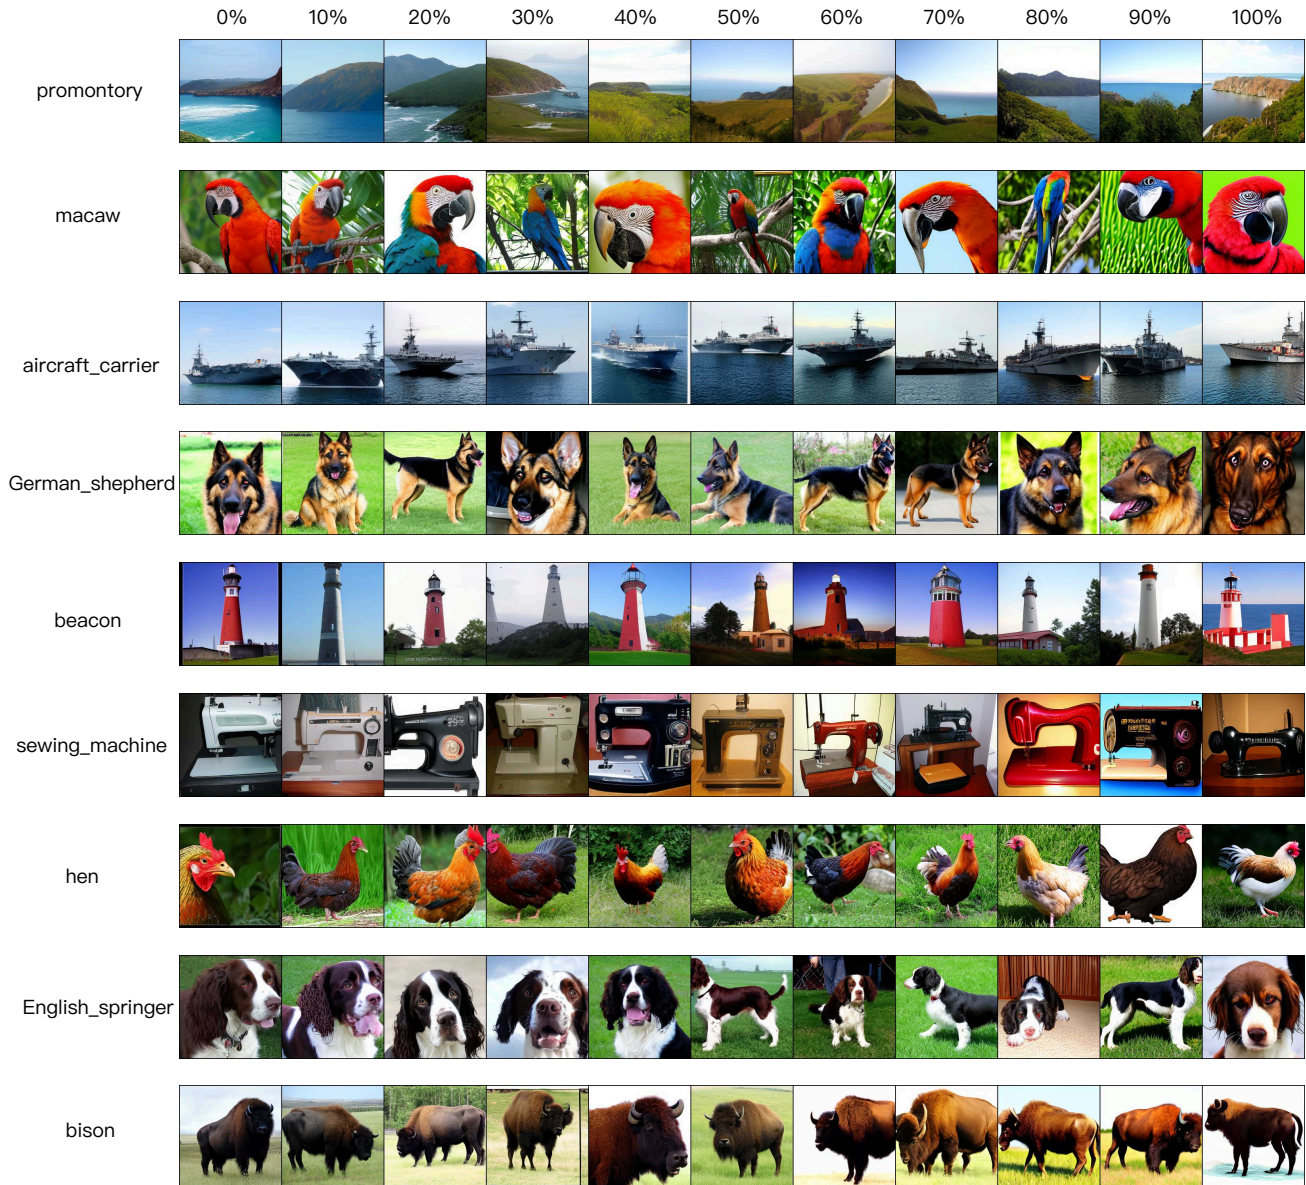 0% 10% 20% 30% 40% 50% 60% 70% 80% 90% 100%
promontory
macaw
aircraft_carrier
German_shepherd
beacon
sewing_machine
hen
English_springer
bison